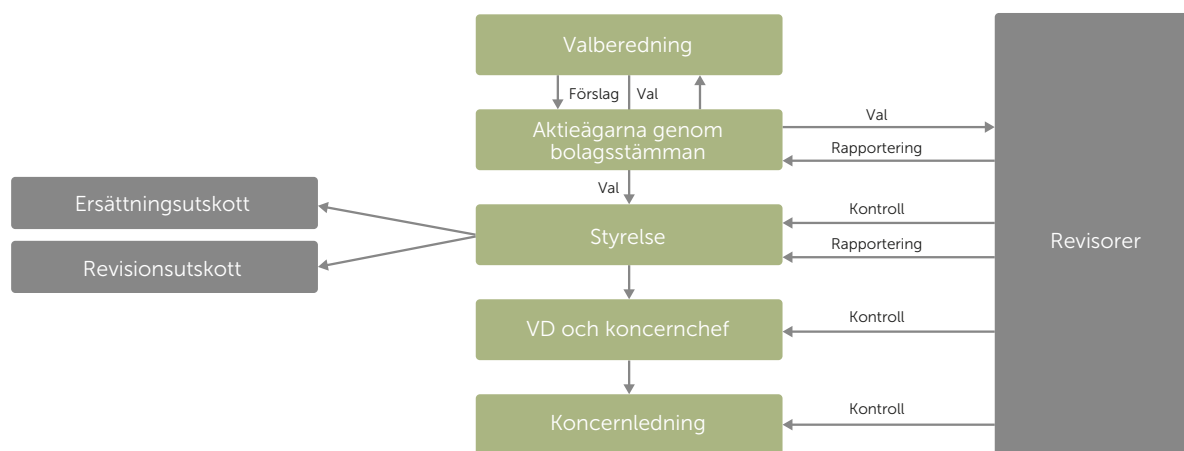 Valberedning
Förslag
Val
Aktieägarna genom
bolagsstämman
Val
Rapportering
Val
Ersättningsutskott
Revisionsutskott
Styrelse
Kontroll
Rapportering
Revisorer
VD och koncernchef
Kontroll
Koncernledning
Kontroll